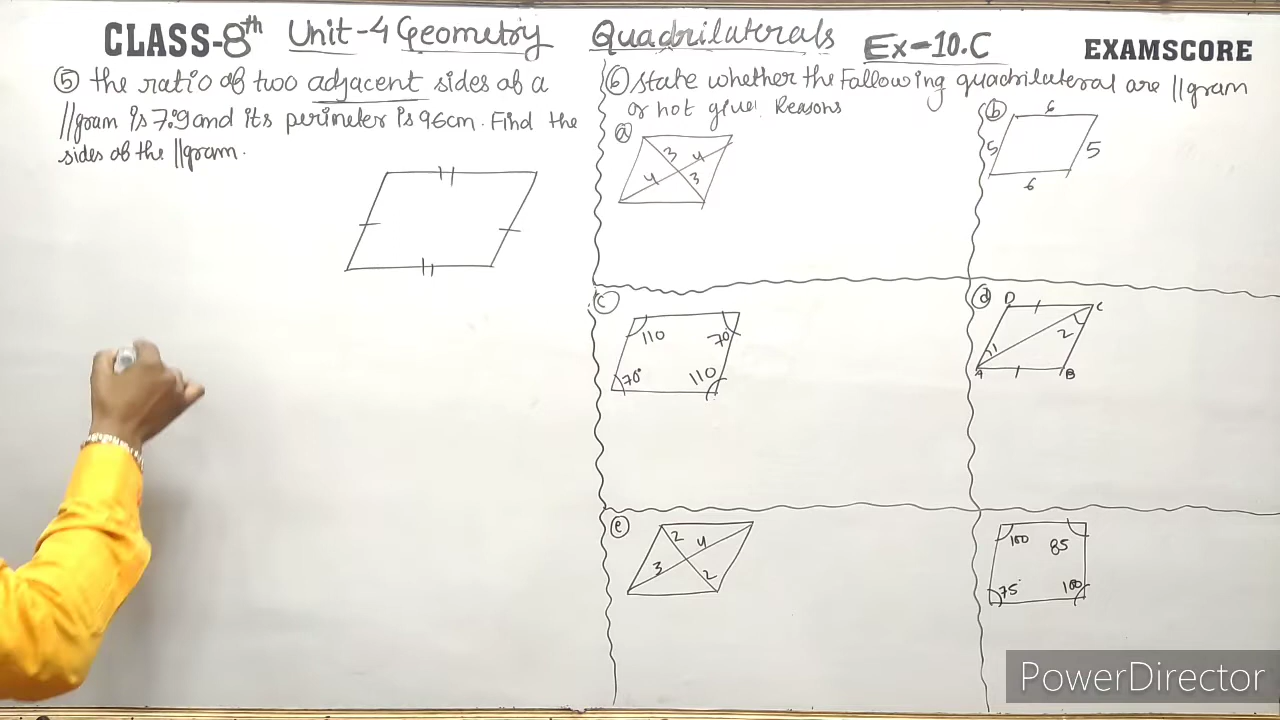 CLASS-8th Unit-4 Geometry Quadrilaterals Ex-10.C EXAMSCORE
⑤ the ratio of two adjacent sides of a
//gram is 7:9 and its perimeter is 96cm. Find the
sides of the //gram.
⑥ State whether the Following quadrilateral are //gram
or not give Reasons
ⓐ
3 4
4 3
ⓑ
6
5 5
6
ⓒ
110 70°
70° 110
ⓓ D C
1 2
A B
ⓔ
2 4
3 2
100 85
75° 100
PowerDirector